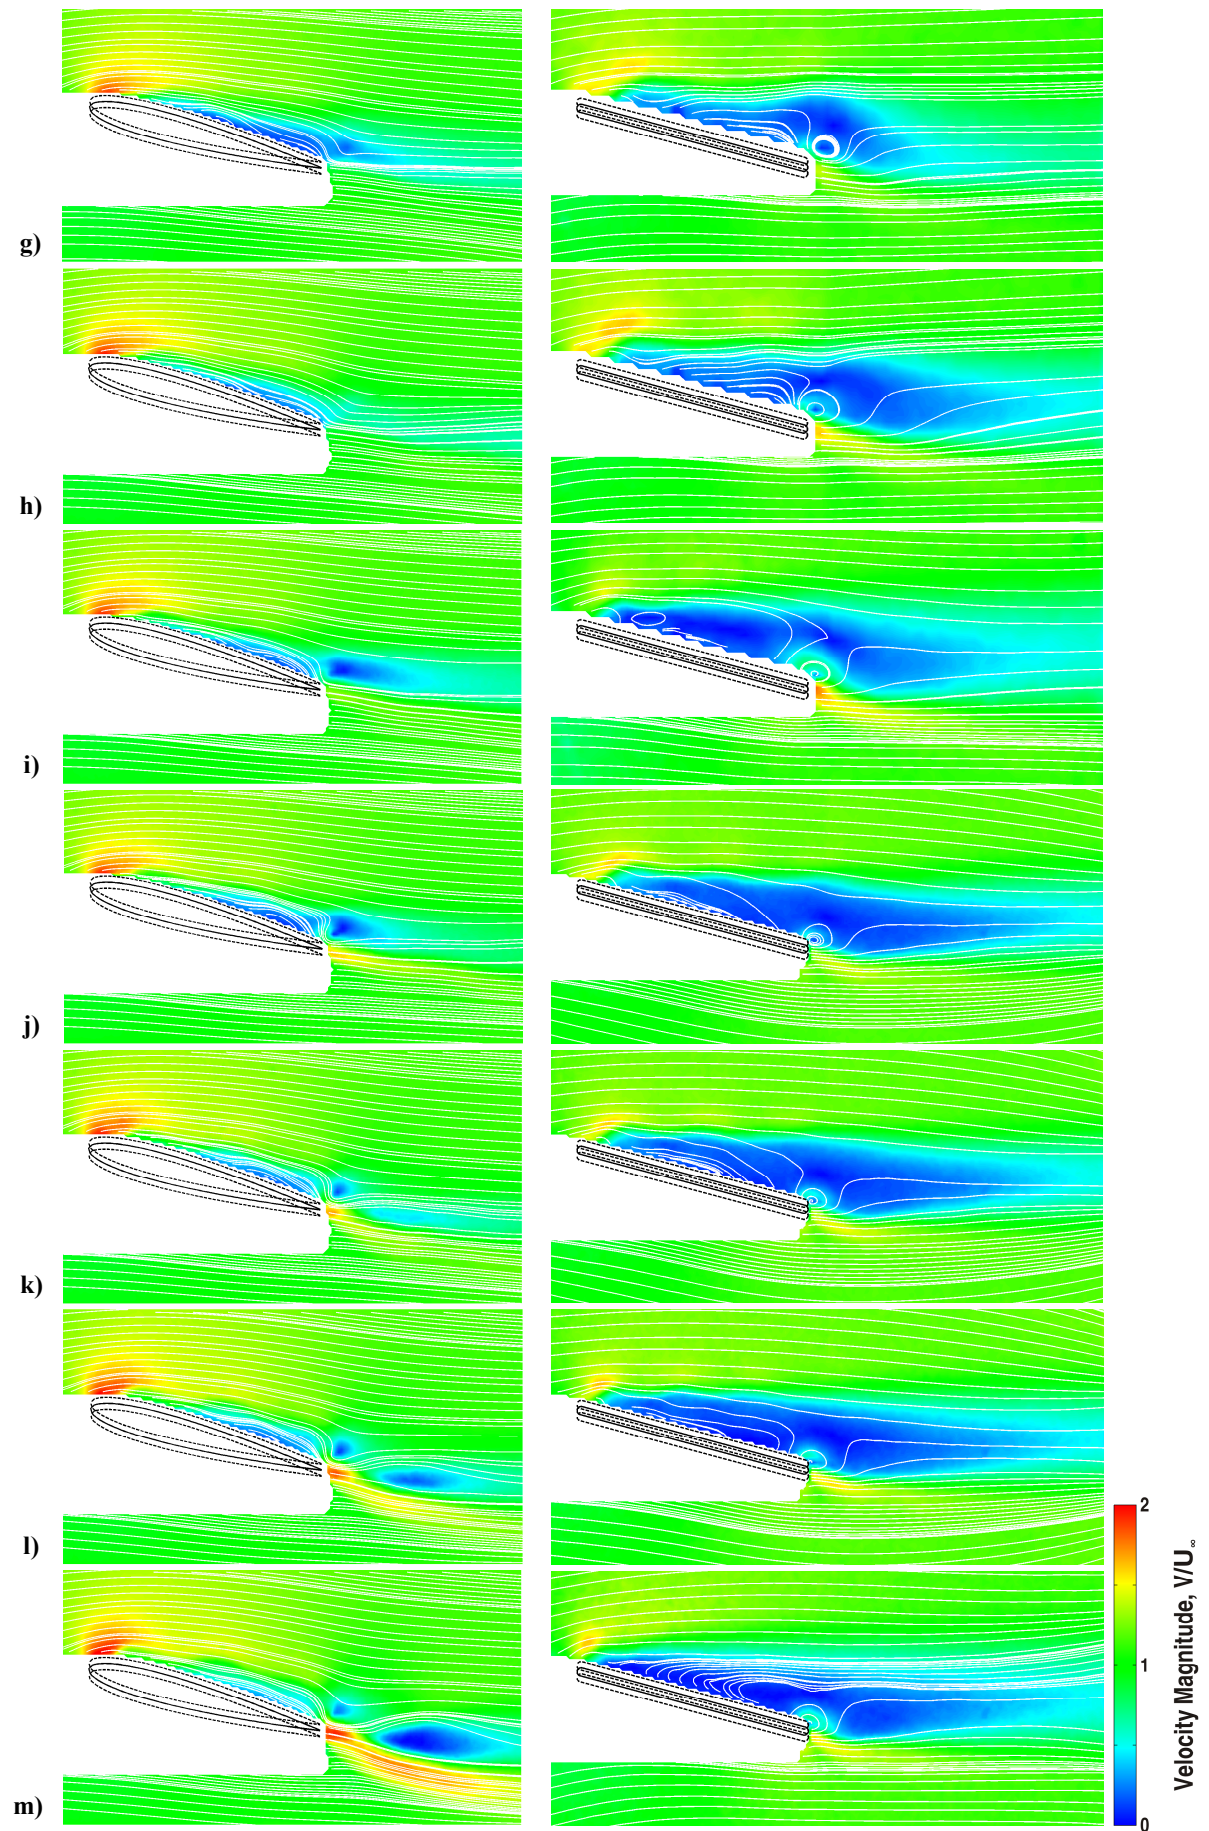 g)
h)
i)
j)
k)
l)
m)
2
1
0
Velocity Magnitude, V/U∞